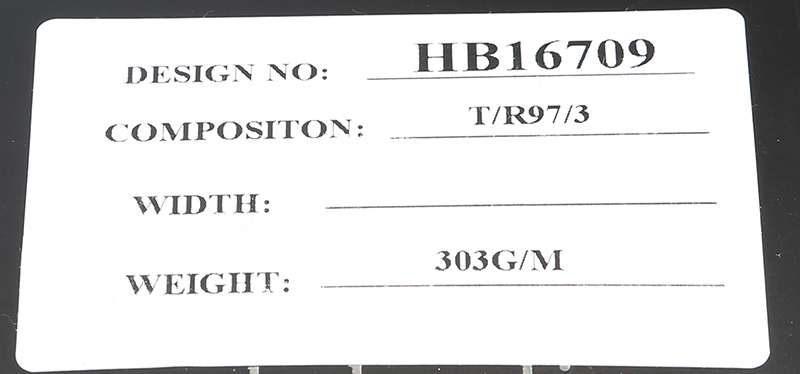 DESIGN NO: HB16709
COMPOSITON: T/R97/3
WIDTH:
WEIGHT: 303G/M